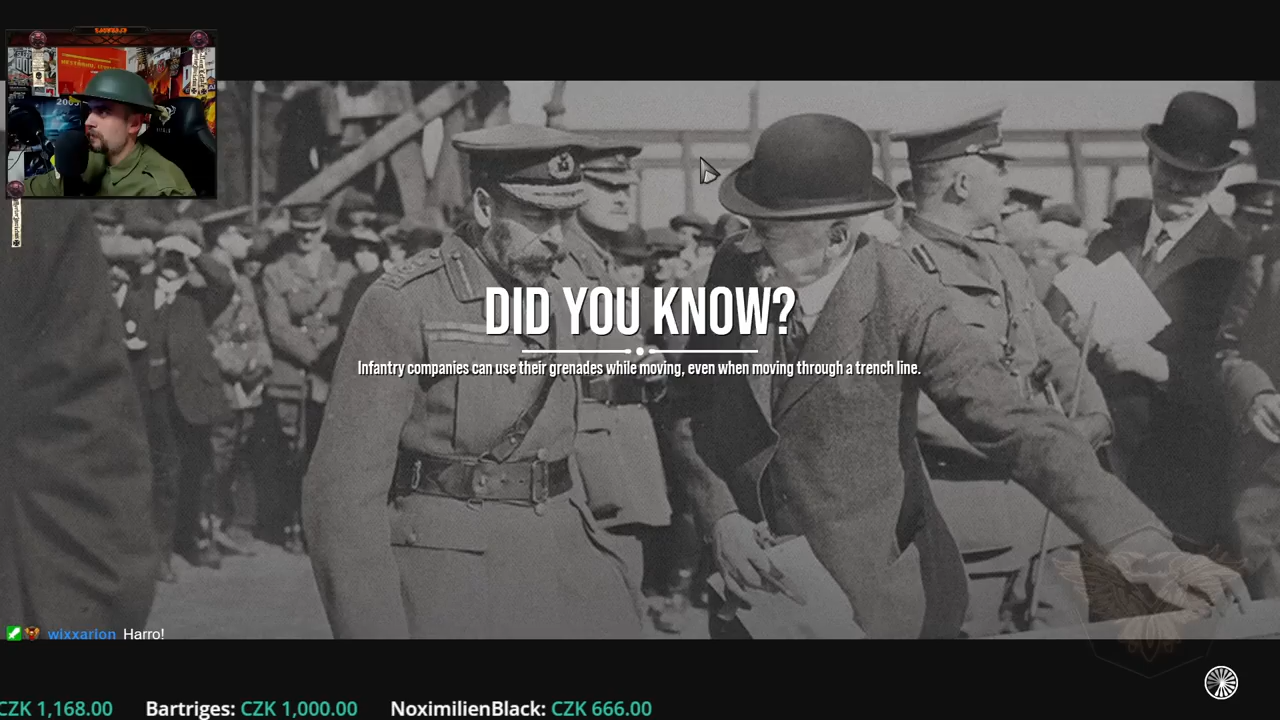 DID YOU KNOW?
Infantry companies can use their grenades while moving, even when moving through a trench line.
wixxarion Harro!
CZK 1,168.00 Bartriges: CZK 1,000.00 NoximilienBlack: CZK 666.00